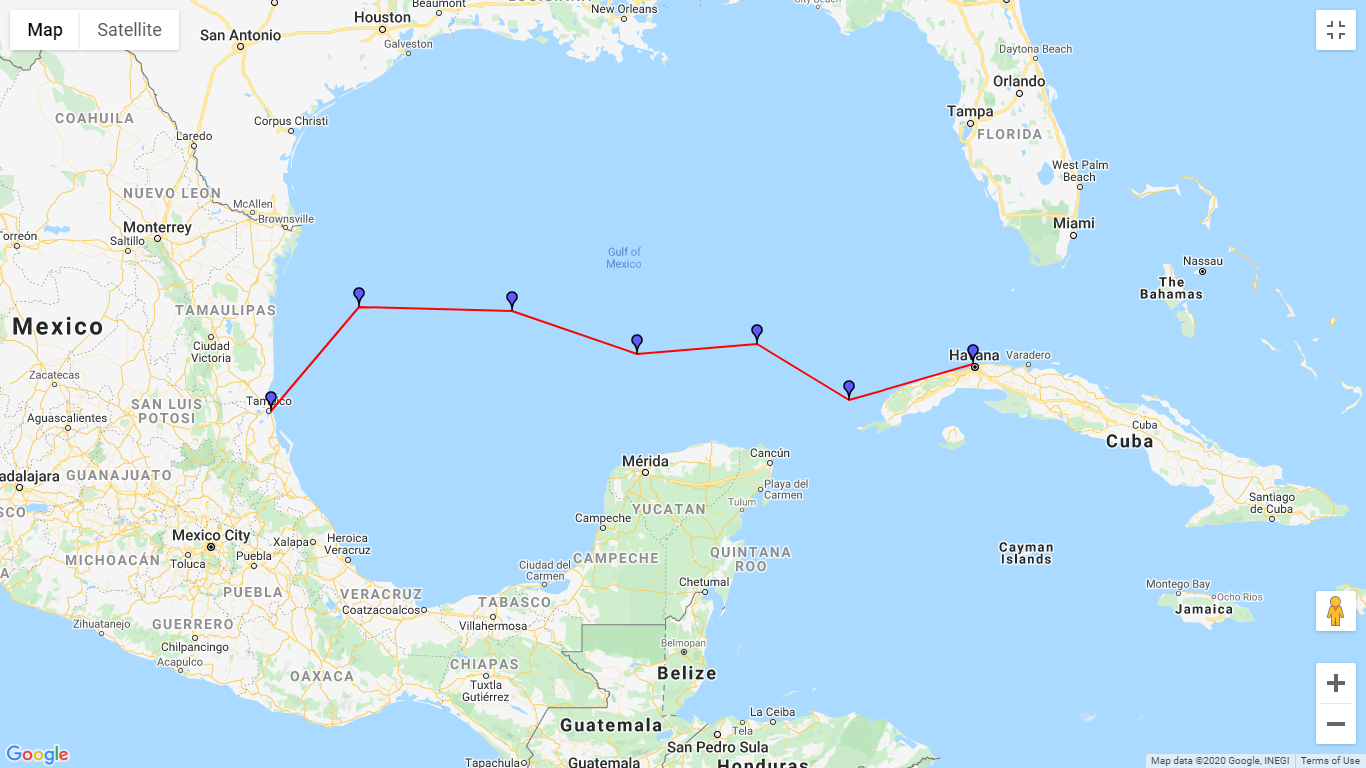 Map
Satellite
Beaumont
New Orleans
Houston
San Antonio
Galveston
Daytona Beach
Orlando
Tampa
COAHUILA
Corpus Christi
FLORIDA
Laredo
West Palm
Beach
NUEVO LEON
McAllen
Brownsville
Monterrey
Saltillo
Torreón
Miami
Gulf of
Mexico
Nassau
The
Bahamas
TAMAULIPAS
Mexico
Ciudad
Victoria
Havana
Varadero
Zacatecas
SAN LUIS
POTOSI
Tampico
Aguascalientes
Cuba
Cuba
Cancún
Mérida
adalajara
GUANAJUATO
Playa del
Carmen
Tulum
YUCATAN
Santiago
de Cuba
SCO
Campeche
Mexico City
Xalapa
Heroica
Veracruz
Toluca
Puebla
MICHOACÁN
Ciudad del
Carmen
CAMPECHE
QUINTANA
ROO
Cayman
Islands
A
Chetumal
Montego Bay
Ocho Rios
Jamaica
PUEBLA
VERACRUZ
Coatzacoalcos
TABASCO
Villahermosa
Zihuatanejo
GUERRERO
Chilpancingo
Acapulco
Belmopan
Belize
CHIAPAS
OAXACA
Tuxtla
Gutiérrez
Guatemala
La Ceiba
Tela
San Pedro Sula
Tapachula
Guatemala
Honduras
Google
Map data ©2020 Google, INEGI
Terms of Use